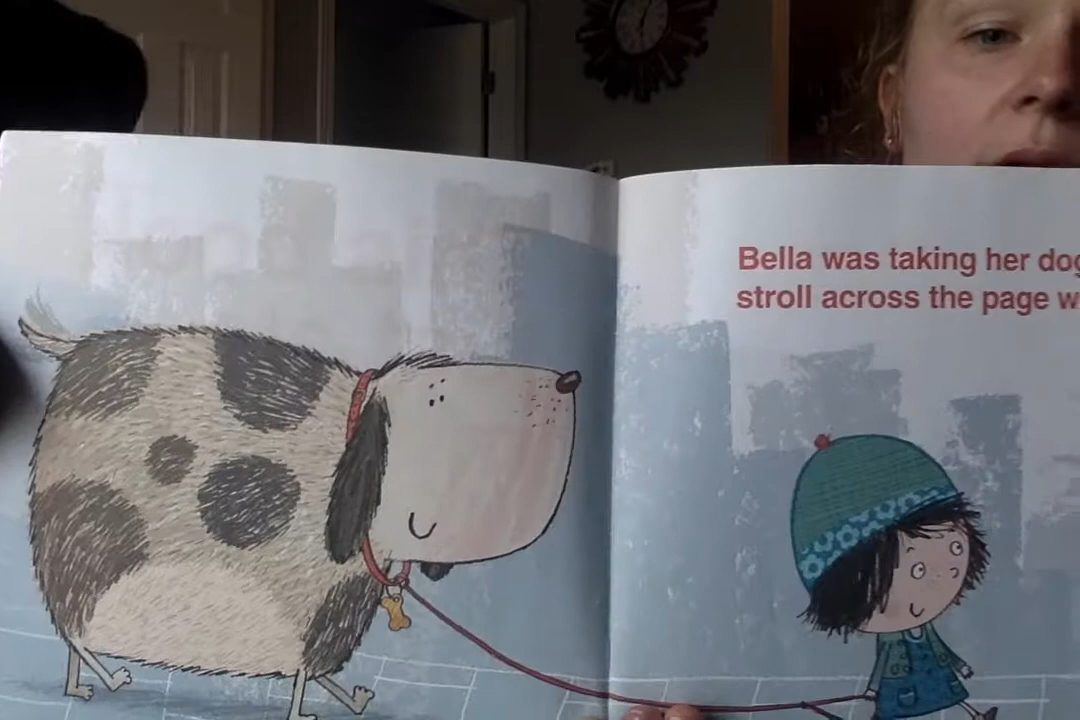 Bella was taking her dog
stroll across the page